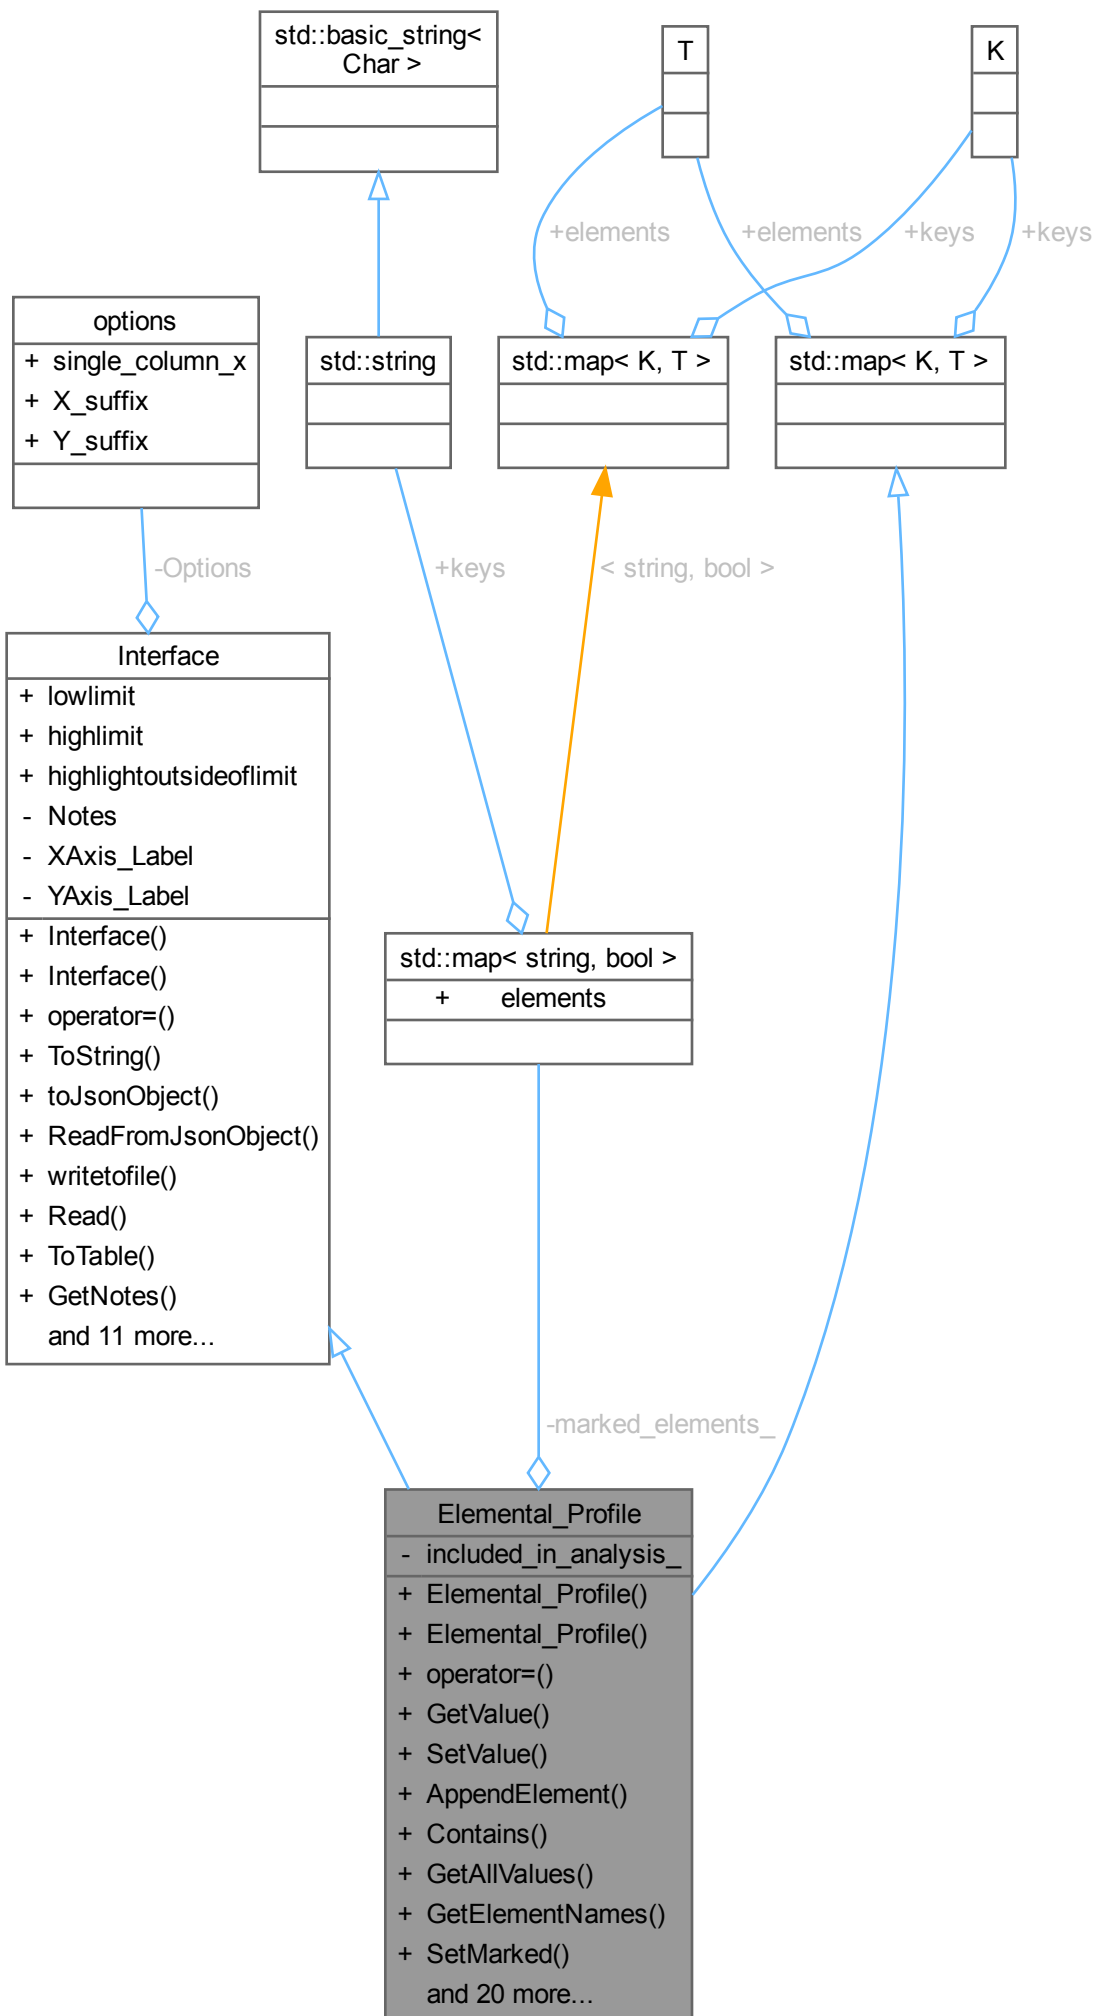 std::basic_string<
Char >
T
K
+elements
+elements
+keys
+keys
options
+ single_column_x
+ X_suffix
+ Y_suffix
std::string
std::map< K, T >
std::map< K, T >
-Options
+keys
< string, bool >
Interface
+ lowlimit
+ highlimit
+ highlightoutsideoflimit
- Notes
- XAxis_Label
- YAxis_Label
+ Interface()
+ Interface()
+ operator=()
+ ToString()
+ toJsonObject()
+ ReadFromJsonObject()
+ writetofile()
+ Read()
+ ToTable()
+ GetNotes()
and 11 more...
std::map< string, bool >
+ elements
-marked_elements_
Elemental_Profile
- included_in_analysis_
+ Elemental_Profile()
+ Elemental_Profile()
+ operator=()
+ GetValue()
+ SetValue()
+ AppendElement()
+ Contains()
+ GetAllValues()
+ GetElementNames()
+ SetMarked()
and 20 more...